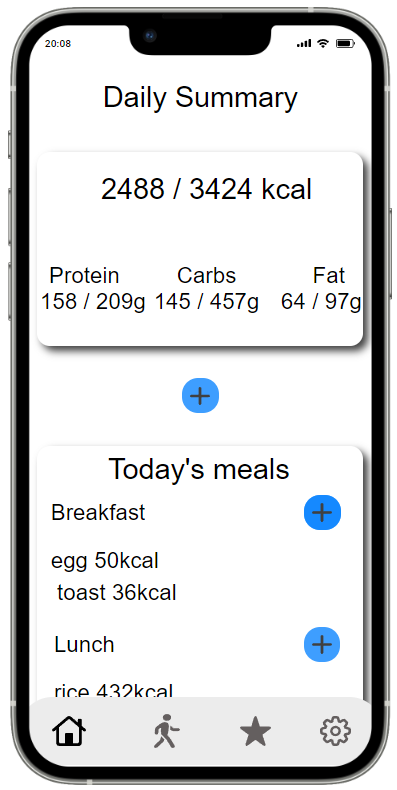 20:08
Daily Summary
2488 / 3424 kcal
Protein Carbs Fat
158 / 209g 145 / 457g 64 / 97g
Today's meals
Breakfast
egg 50kcal
toast 36kcal
Lunch
rice 432kcal